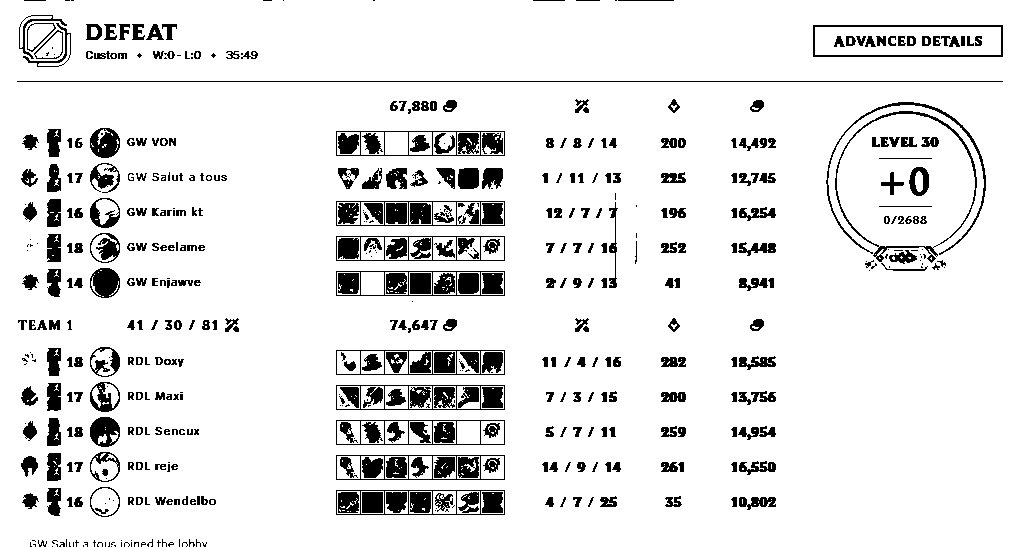 DEFEAT
Custom • W:0 - L:0 • 35:49
ADVANCED DETAILS
67,880
16 GW VON 8 / 8 / 14 200 14,492
17 GW Salut a tous 1 / 11 / 13 225 12,745
16 GW Karim kt 12 / 7 / 7 196 16,254
18 GW Seelame 7 / 7 / 16 252 15,448
14 GW Enjawve 2 / 9 / 13 41 8,941
LEVEL 30
+0
0/2688
TEAM 1 41 / 30 / 81 74,647
18 RDL Doxy 11 / 4 / 16 282 18,585
17 RDL Maxi 7 / 3 / 15 200 13,756
18 RDL Sencux 5 / 7 / 11 259 14,954
17 RDL reje 14 / 9 / 14 261 16,550
16 RDL Wendelbo 4 / 7 / 25 35 10,802
GW Salut a tous joined the lobby